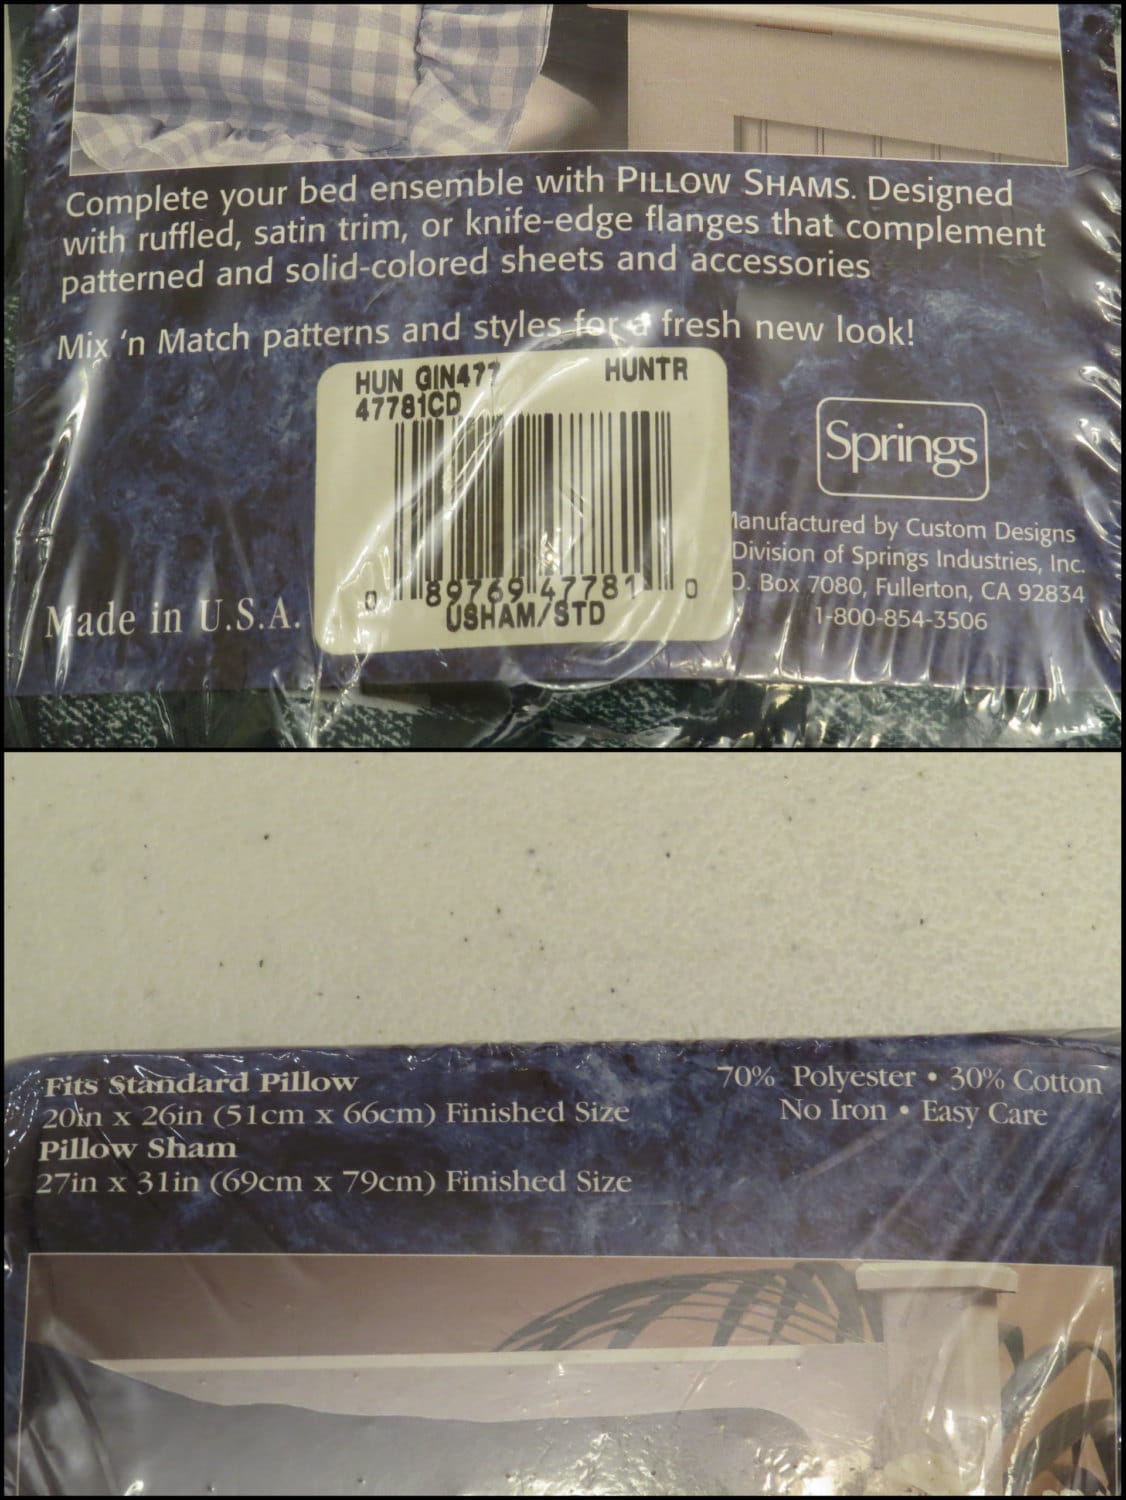 Complete your bed ensemble with PILLOW SHAMS. Designed
with ruffled, satin trim, or knife-edge flanges that complement
patterned and solid-colored sheets and accessories
Mix 'n Match patterns and styles for a fresh new look!
HUN GIN477 HUNTR
47781CD
0 89769 47781 0
USHAM/STD
Made in U.S.A.
Springs
Manufactured by Custom Designs
Division of Springs Industries, Inc.
O. Box 7080, Fullerton, CA 92834
1-800-854-3506
Fits Standard Pillow
20in x 26in (51cm x 66cm) Finished Size
Pillow Sham
27in x 31in (69cm x 79cm) Finished Size
70% Polyester • 30% Cotton
No Iron • Easy Care